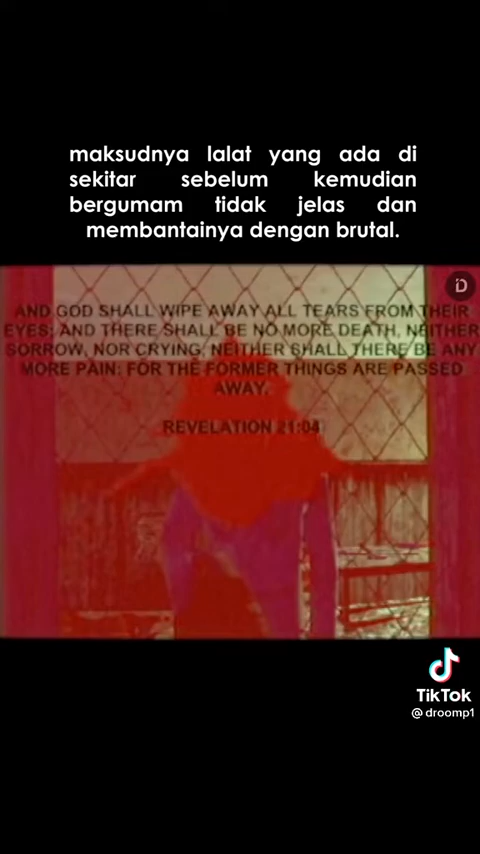 maksudnya lalat yang ada di
sekitar sebelum kemudian
bergumam tidak jelas dan
membantainya dengan brutal.
AND GOD SHALL WIPE AWAY ALL TEARS FROM THEIR
EYES; AND THERE SHALL BE NO MORE DEATH, NEITHER
SORROW, NOR CRYING, NEITHER SHALL THERE BE ANY
MORE PAIN: FOR THE FORMER THINGS ARE PASSED
AWAY.
REVELATION 21:04
TikTok
@droomp1